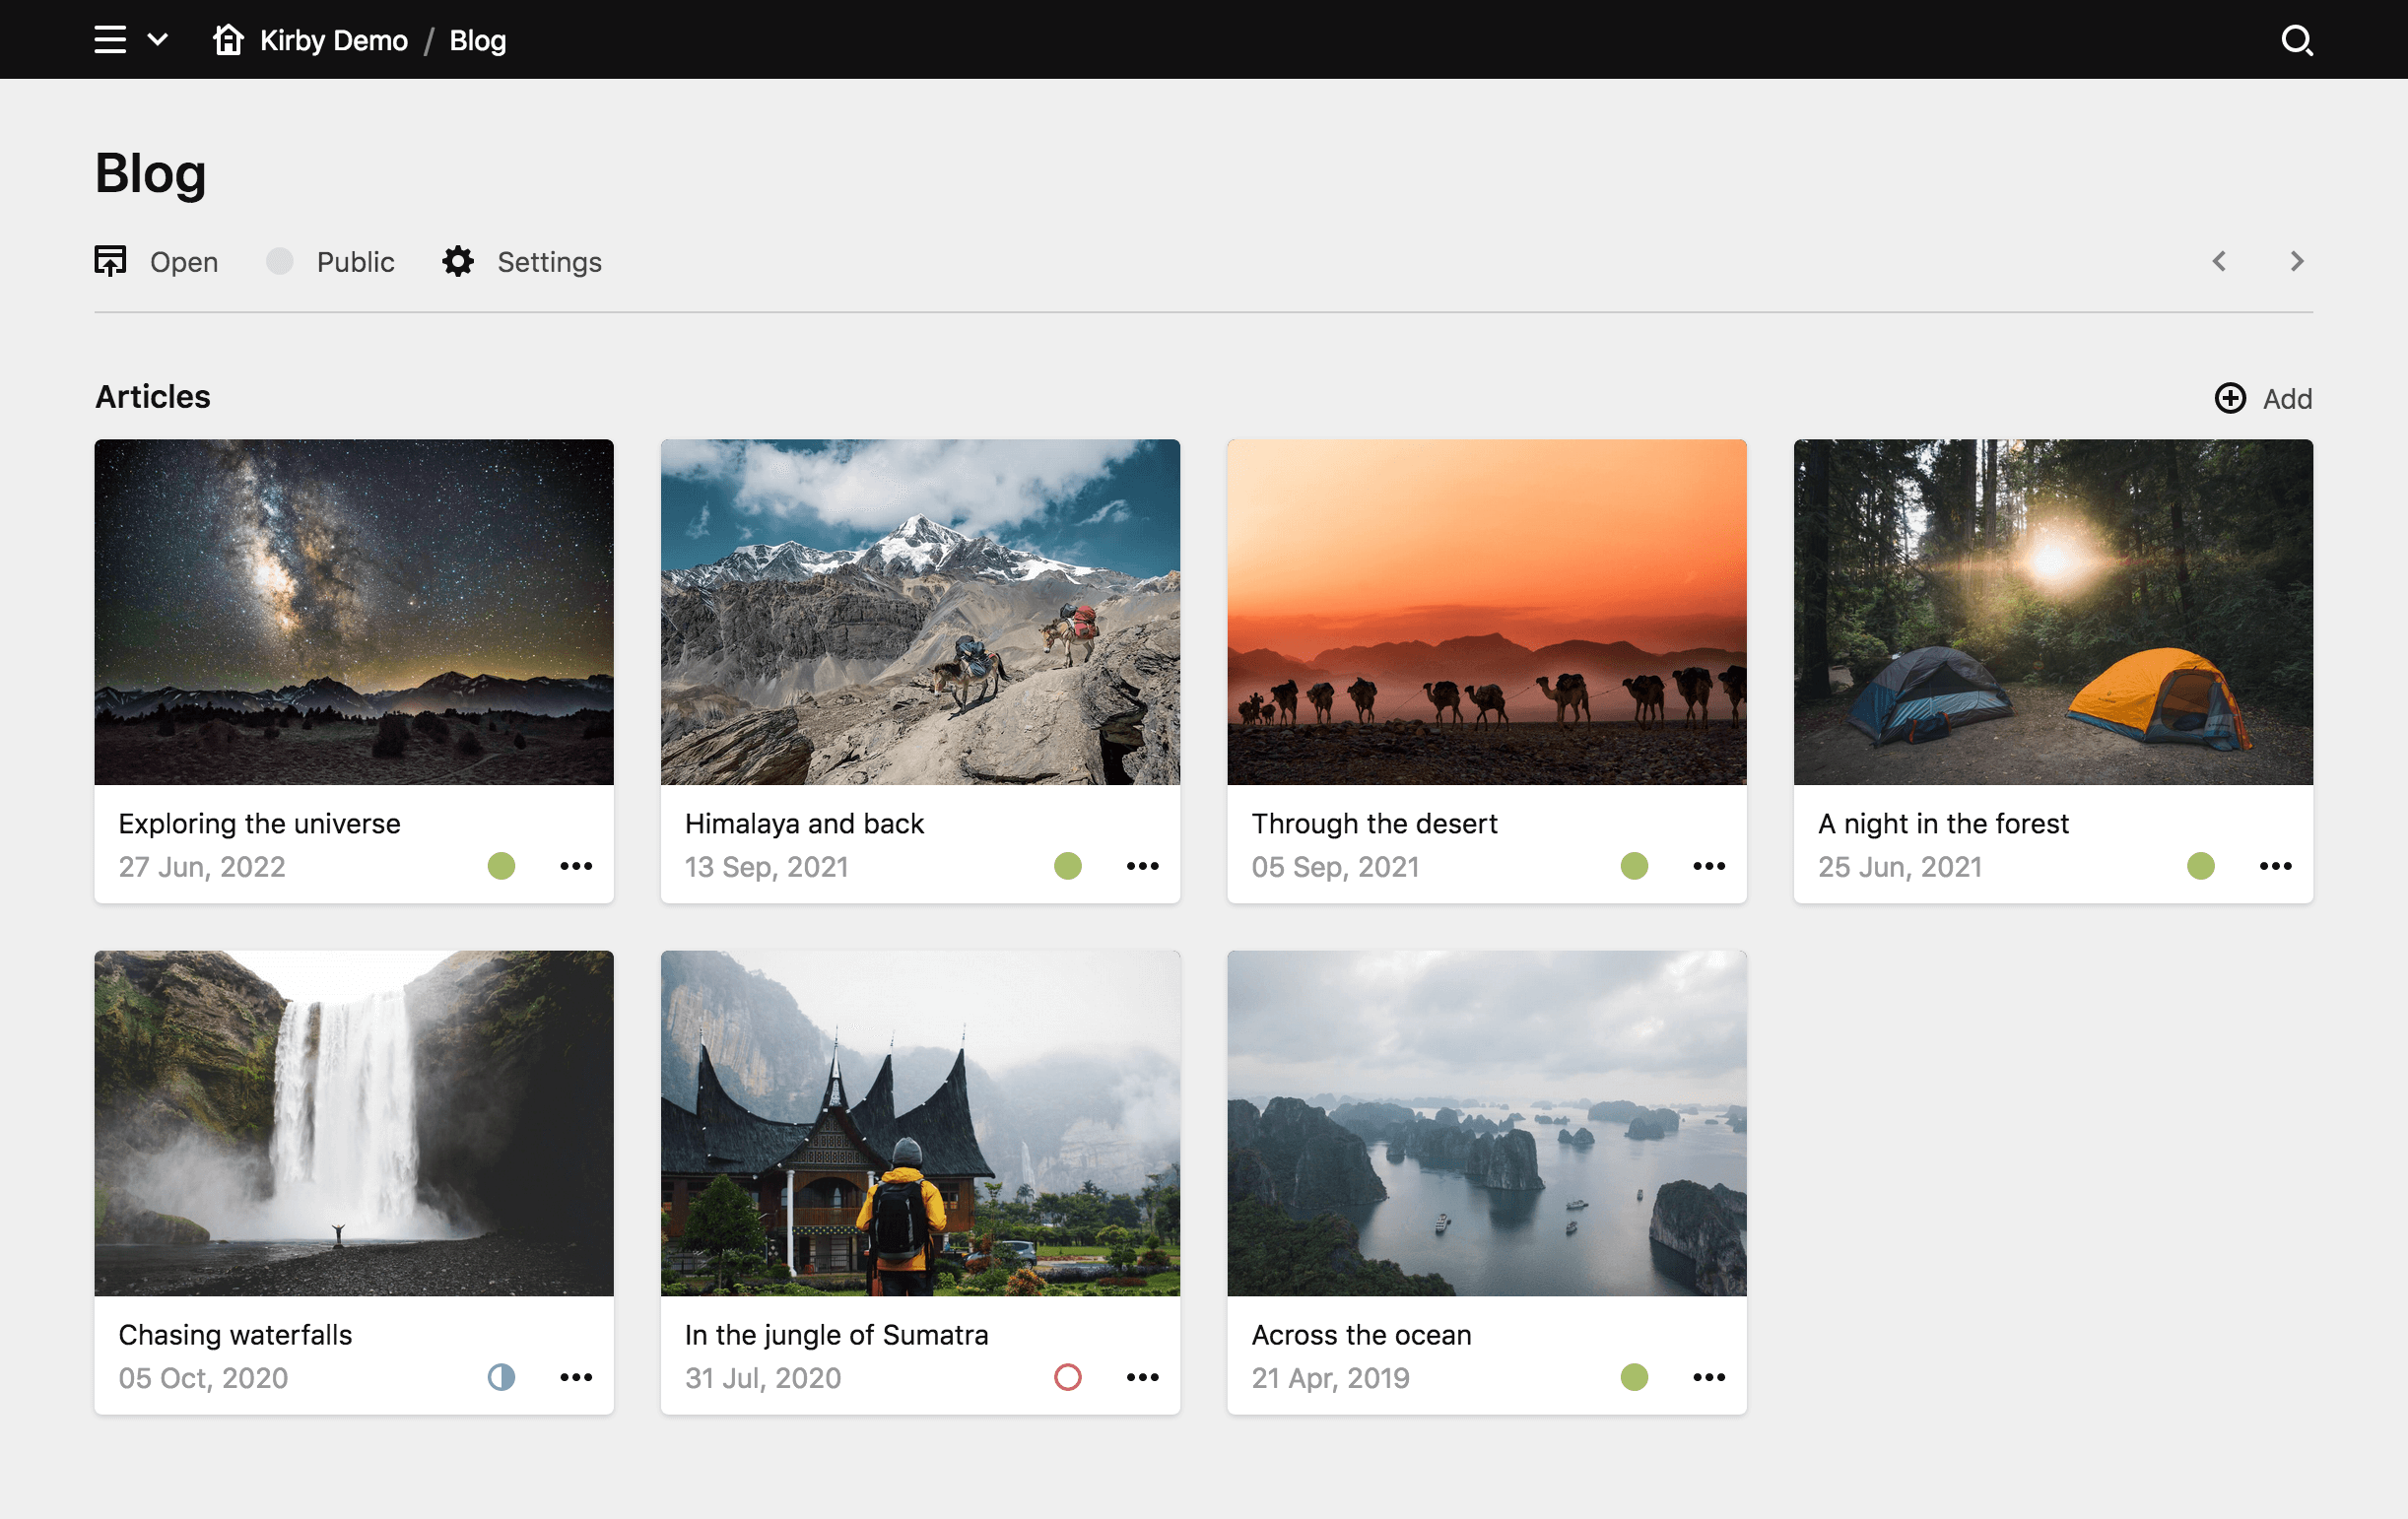 Kirby Demo / Blog
Blog
Open Public Settings
Articles Add
Exploring the universe
27 Jun, 2022
Himalaya and back
13 Sep, 2021
Through the desert
05 Sep, 2021
A night in the forest
25 Jun, 2021
Chasing waterfalls
05 Oct, 2020
In the jungle of Sumatra
31 Jul, 2020
Across the ocean
21 Apr, 2019